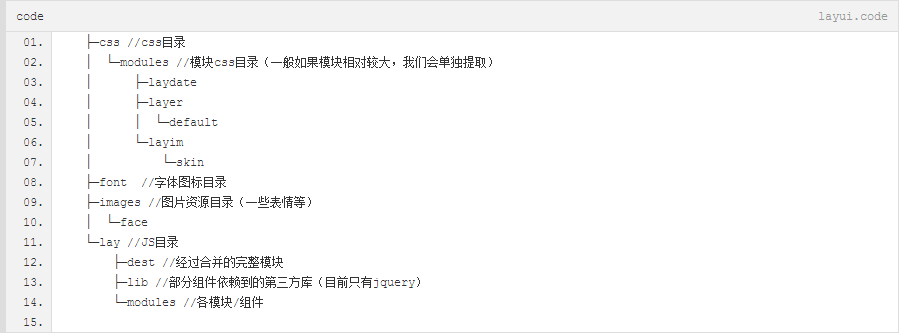 code layui.code
01. ├─css //css目录
02. │ └─modules //模块css目录（一般如果模块相对较大，我们会单独提取）
03. │ ├─laydate
04. │ ├─layer
05. │ │ └─default
06. │ └─layim
07. │ └─skin
08. ├─font //字体图标目录
09. ├─images //图片资源目录（一些表情等）
10. │ └─face
11. └─lay //JS目录
12. ├─dest //经过合并的完整模块
13. ├─lib //部分组件依赖到的第三方库（目前只有jquery）
14. └─modules //各模块/组件
15.